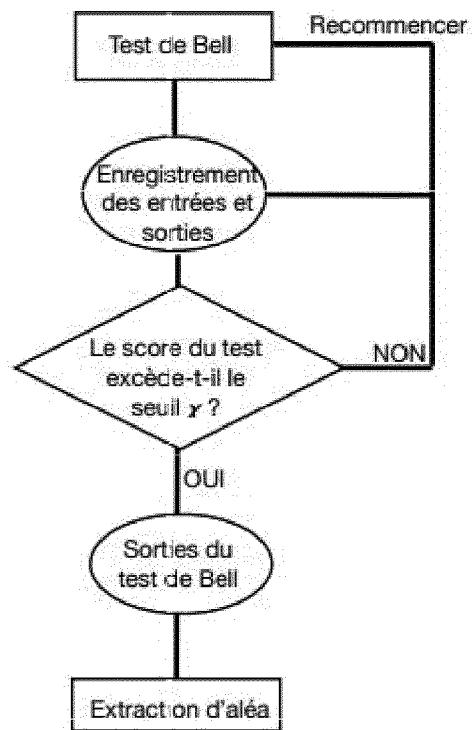 Recommencer
Test de Bell
Enregistrement
des entrées et
sorties
Le score du test
excède-t-il le
seuil γ ?
NON
OUI
Sorties du
test de Bell
Extraction d'aléa